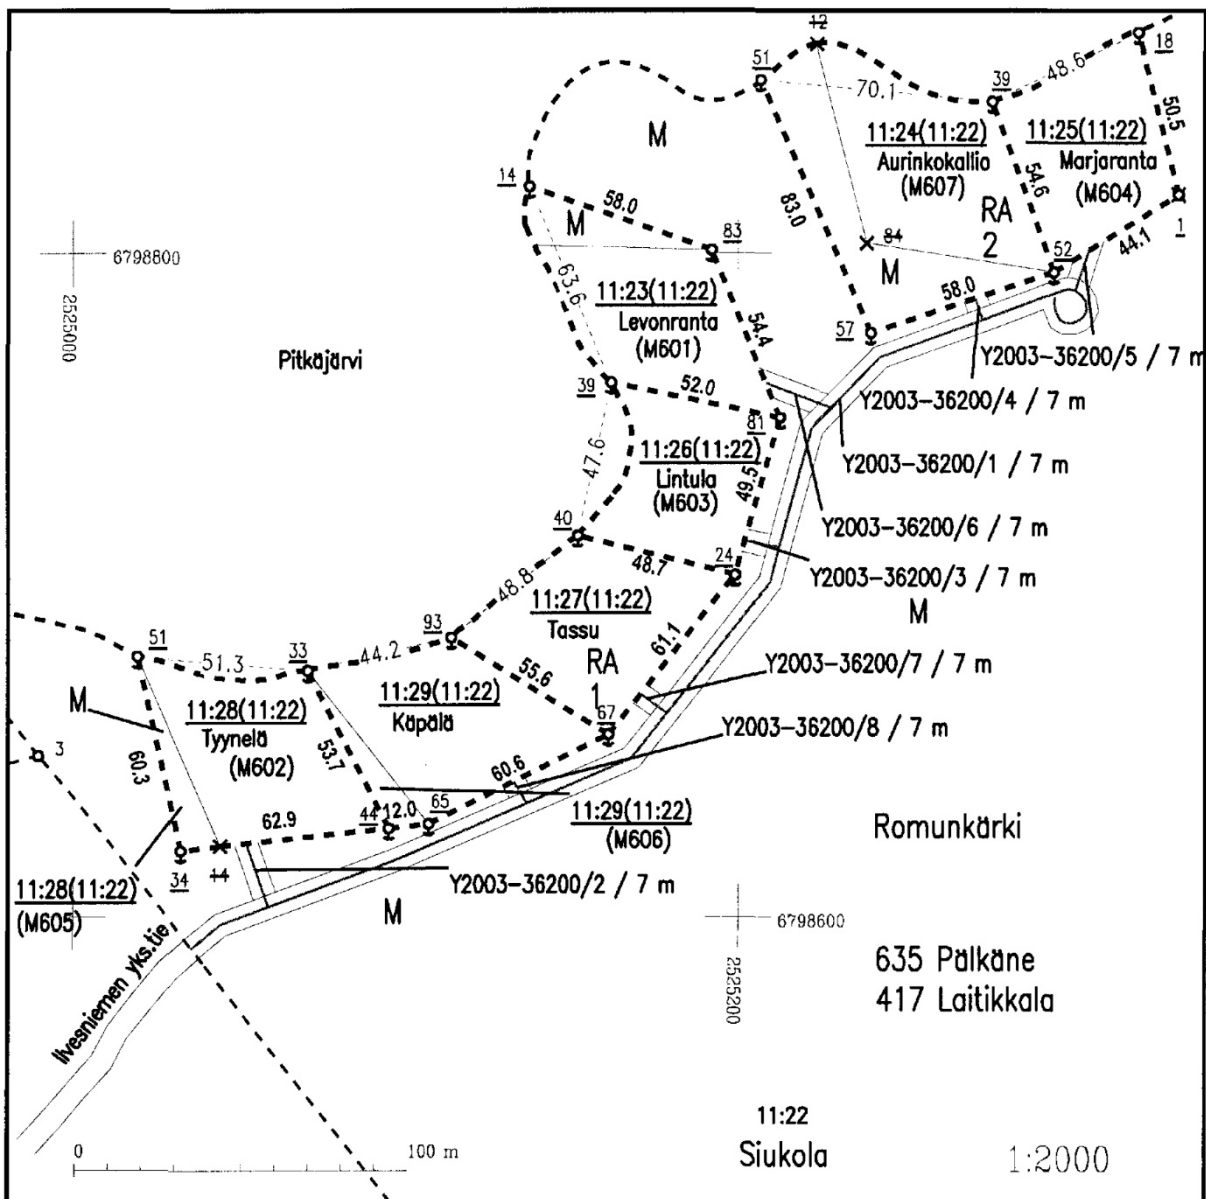 12
18
51
39
48.6
70.1
50.5
M
11:24(11:22)
Aurinkokallio
(M607)
11:25(11:22)
Marjaranta
(M604)
54.6
14
58.0
83.0
RA
2
1
M
83
84
44.1
6798800
63.6
M
52
2525000
11:23(11:22)
Levonranta
(M601)
54.4
58.0
57
Pitkäjärvi
Y2003-36200/5 / 7 m
39
52.0
Y2003-36200/4 / 7 m
81
47.6
11:26(11:22)
Lintula
(M603)
49.5
Y2003-36200/1 / 7 m
40
Y2003-36200/6 / 7 m
48.7
24
48.8
Y2003-36200/3 / 7 m
11:27(11:22)
Tassu
M
93
61.1
51
51.3
33
44.2
55.6
RA
1
Y2003-36200/7 / 7 m
M
11:28(11:22)
Tyynelä
(M602)
11:29(11:22)
Käpälä
67
Y2003-36200/8 / 7 m
3
60.3
53.7
60.6
65
62.9
44
12.0
11:29(11:22)
(M606)
Romunkärki
34
14
11:28(11:22)
(M605)
Y2003-36200/2 / 7 m
M
6798600
2525200
Ilvesniemen yks.tie
635 Pälkäne
417 Laitikkala
11:22
Siukola
0
100 m
1:2000